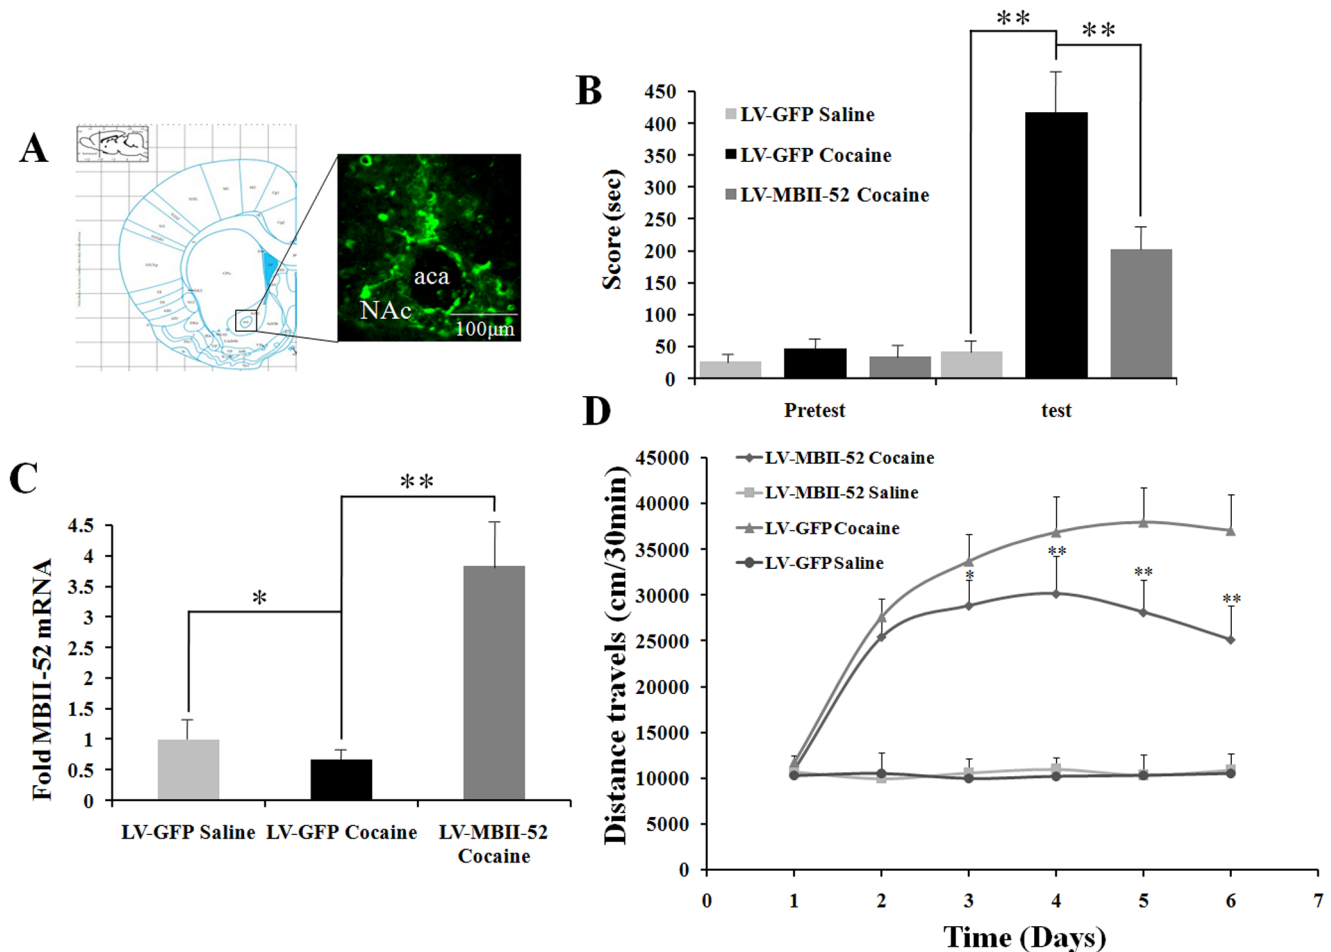 A
aca
NAc
100μm
CPu
B
**
**
450
400
350
300
250
200
150
100
50
0
Score (sec)
LV-GFP Saline
LV-GFP Cocaine
LV-MBII-52 Cocaine
Pretest
test
C
**
*
4.5
4
3.5
3
2.5
2
1.5
1
0.5
0
Fold MBII-52 mRNA
LV-GFP Saline
LV-GFP Cocaine
LV-MBII-52
Cocaine
D
45000
40000
35000
30000
25000
20000
15000
10000
5000
0
Distance travels (cm/30min)
LV-MBII-52 Cocaine
LV-MBII-52 Saline
LV-GFP Cocaine
LV-GFP Saline
*
**
**
**
0
1
2
3
4
5
6
7
Time (Days)